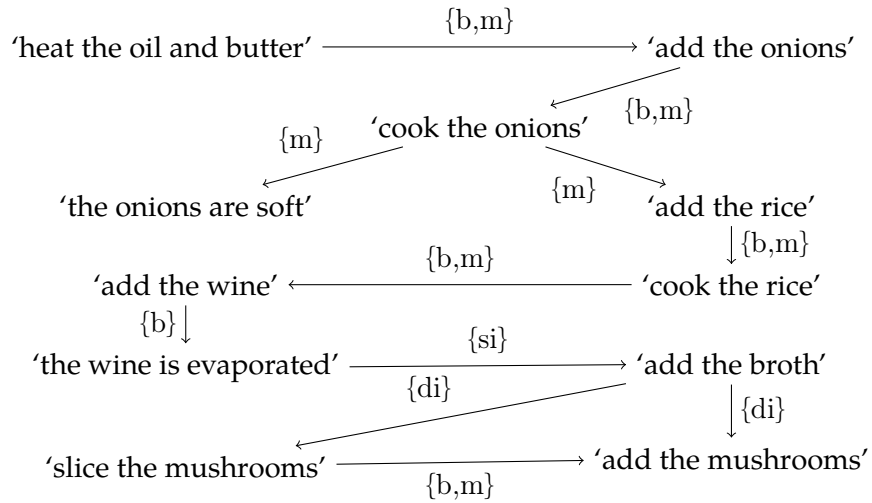 {b,m}
‘heat the oil and butter’ ‘add the onions’
{b,m}
‘cook the onions’
{m}
{m}
‘the onions are soft’ ‘add the rice’
{b,m}
{b,m}
‘add the wine’ ‘cook the rice’
{b}
{si}
‘the wine is evaporated’ ‘add the broth’
{di}
{di}
‘slice the mushrooms’ ‘add the mushrooms’
{b,m}